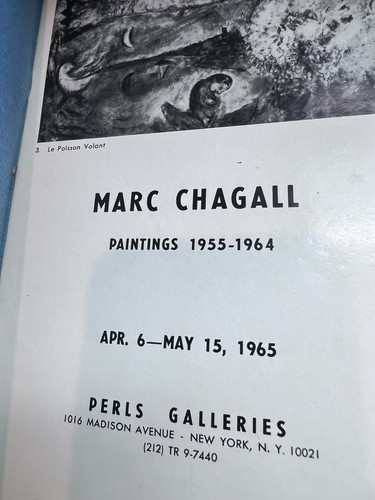 3. Le Poisson Volant
MARC CHAGALL
PAINTINGS 1955-1964
APR. 6—MAY 15, 1965
PERLS GALLERIES
1016 MADISON AVENUE - NEW YORK, N. Y. 10021
(212) TR 9-7440